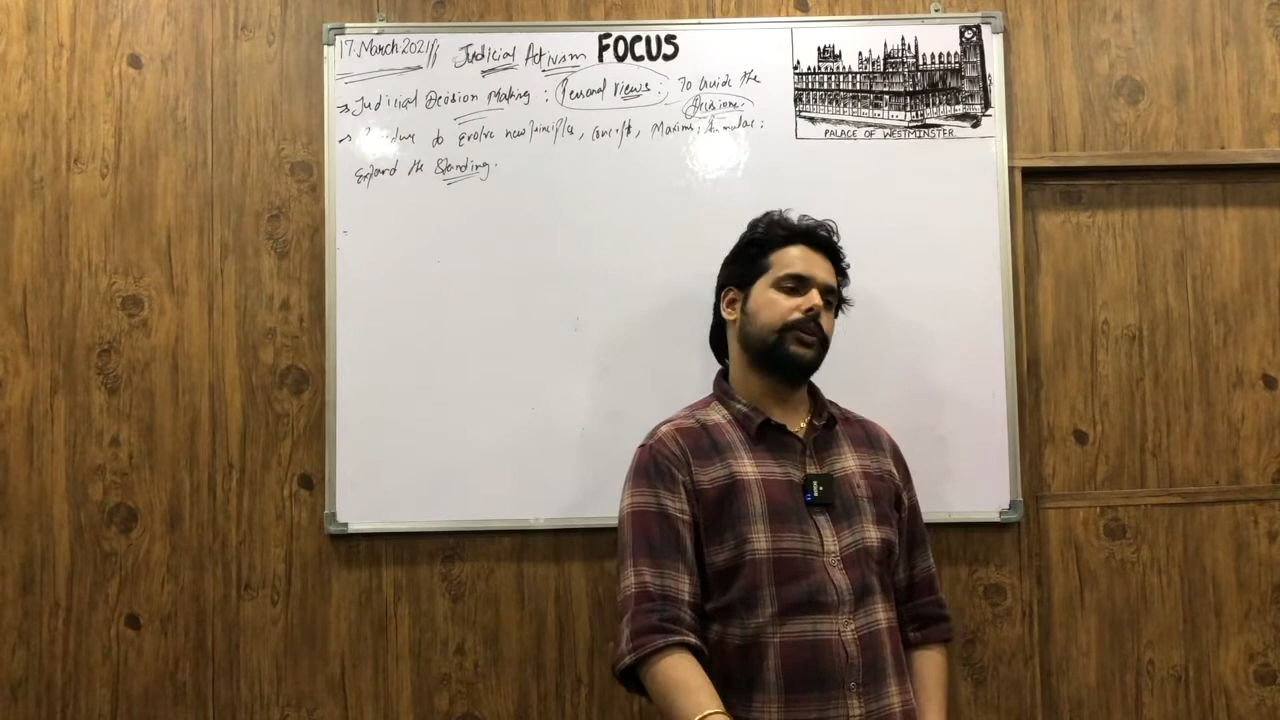 17.March.2021// Judicial Activism FOCUS
Judicial Decision Making : Personal Views : To Guide the
Decisions.
to evolve new principles, concepts, Maxims, formulae :
Expand the Standing.
PALACE OF WESTMINSTER